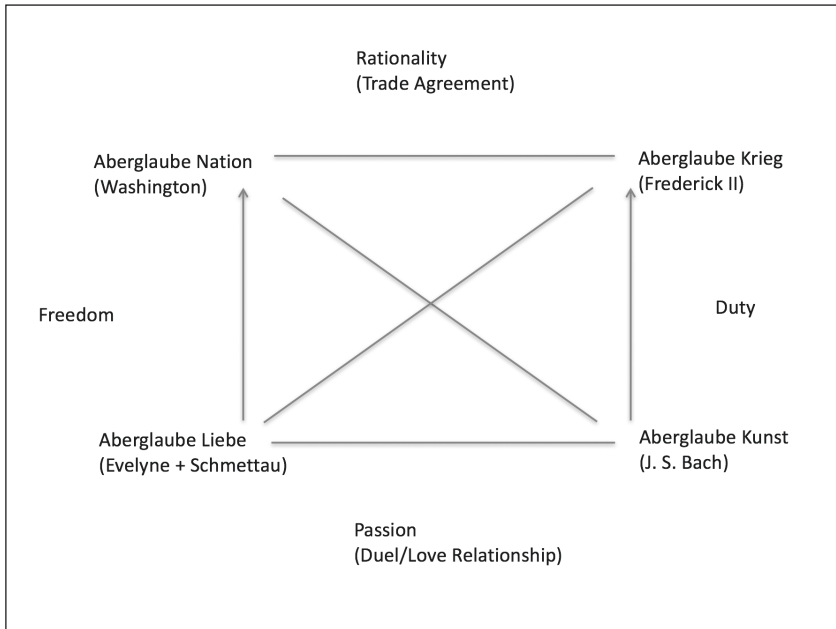 Rationality
(Trade Agreement)
Aberglaube Nation
(Washington)
Aberglaube Krieg
(Frederick II)
Freedom
Duty
Aberglaube Liebe
(Evelyne + Schmettau)
Aberglaube Kunst
(J. S. Bach)
Passion
(Duel/Love Relationship)